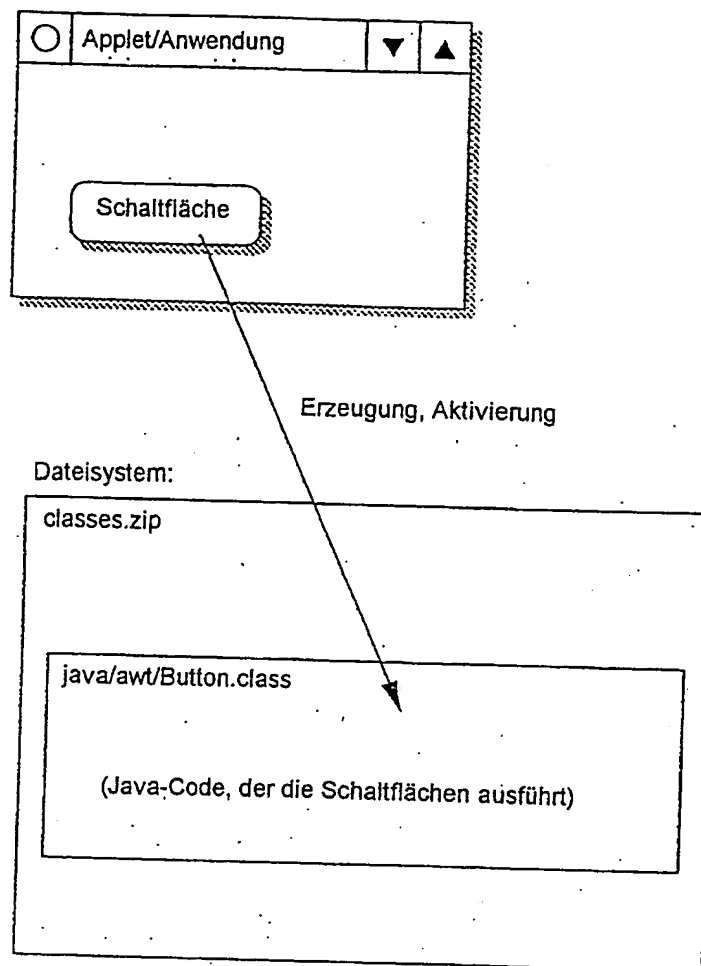 Applet/Anwendung
Schaltfläche
Erzeugung, Aktivierung
Dateisystem:
classes.zip
java/awt/Button.class
(Java-Code, der die Schaltflächen ausführt)